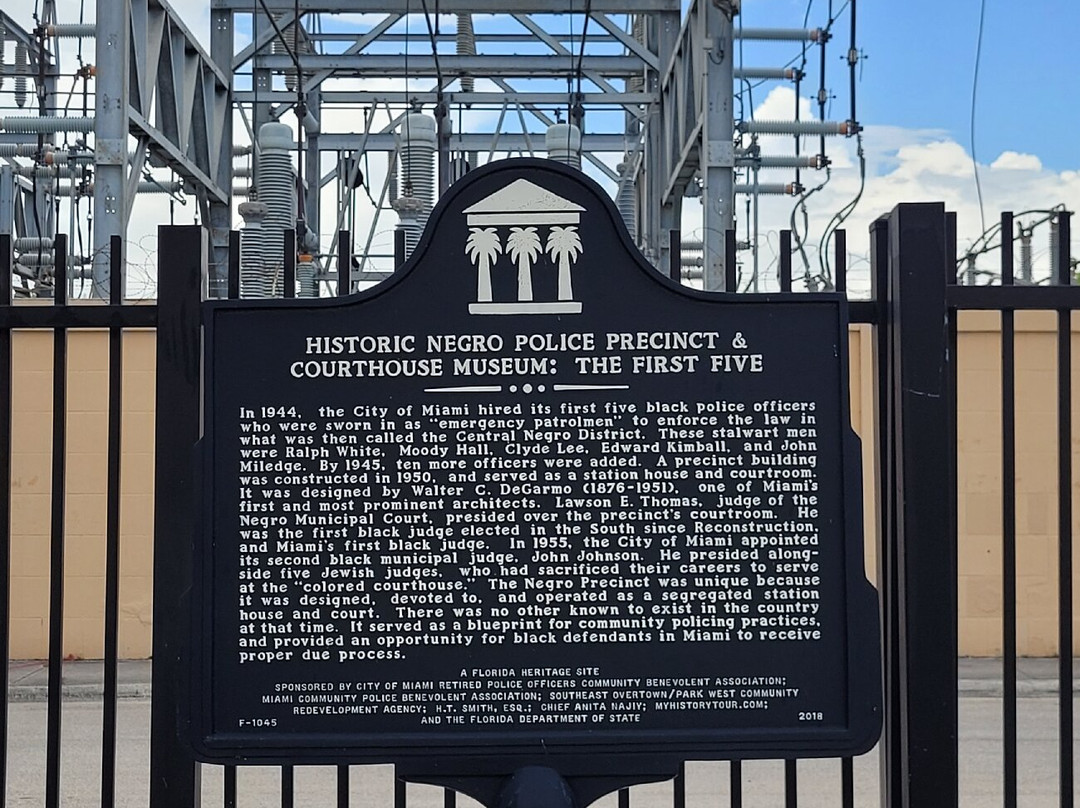 HISTORIC NEGRO POLICE PRECINCT &
COURTHOUSE MUSEUM: THE FIRST FIVE
In 1944, the City of Miami hired its first five black police officers
who were sworn in as "emergency patrolmen" to enforce the law in
what was then called the Central Negro District. These stalwart men
were Ralph White, Moody Hall, Clyde Lee, Edward Kimball, and John
Miledge. By 1945, ten more officers were added. A precinct building
was constructed in 1950, and served as a station house and courtroom.
It was designed by Walter C. DeGarmo (1876-1951), one of Miami's
first and most prominent architects. Lawson E. Thomas, judge of the
Negro Municipal Court, presided over the precinct's courtroom. He
was the first black judge elected in the South since Reconstruction,
and Miami's first black judge. In 1955, the City of Miami appointed
its second black municipal judge, John Johnson. He presided along-
side five Jewish judges, who had sacrificed their careers to serve
at the "colored courthouse." The Negro Precinct was unique because
it was designed, devoted to, and operated as a segregated station
house and court. There was no other known to exist in the country
at that time. It served as a blueprint for community policing practices,
and provided an opportunity for black defendants in Miami to receive
proper due process.
A FLORIDA HERITAGE SITE
SPONSORED BY CITY OF MIAMI RETIRED POLICE OFFICERS COMMUNITY BENEVOLENT ASSOCIATION;
MIAMI COMMUNITY POLICE BENEVOLENT ASSOCIATION; SOUTHEAST OVERTOWN/PARK WEST COMMUNITY
REDEVELOPMENT AGENCY; H.T. SMITH, ESQ.; CHIEF ANITA NAJIY; MYHISTORYTOUR.COM;
F-1045 AND THE FLORIDA DEPARTMENT OF STATE 2018